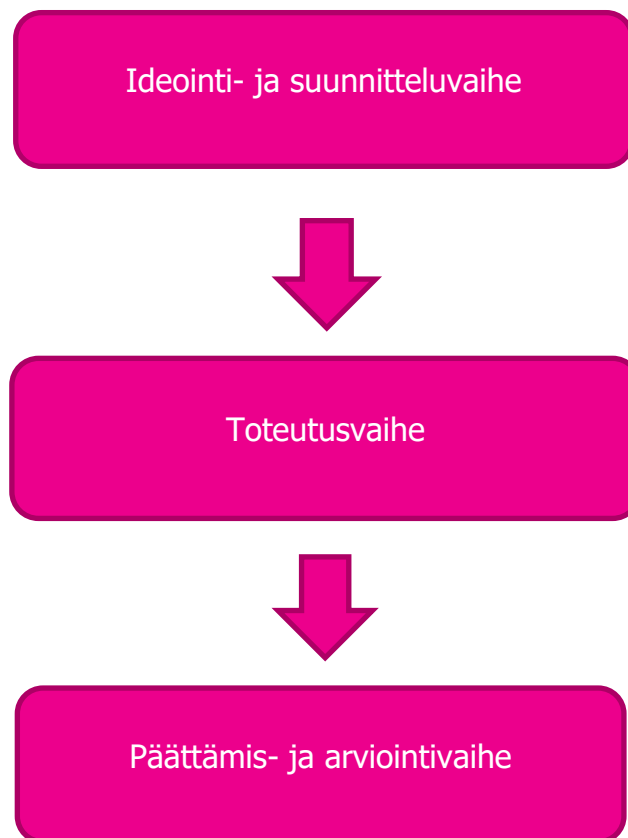 Ideointi- ja suunnitteluvaihe
Toteutusvaihe
Päättämis- ja arviointivaihe